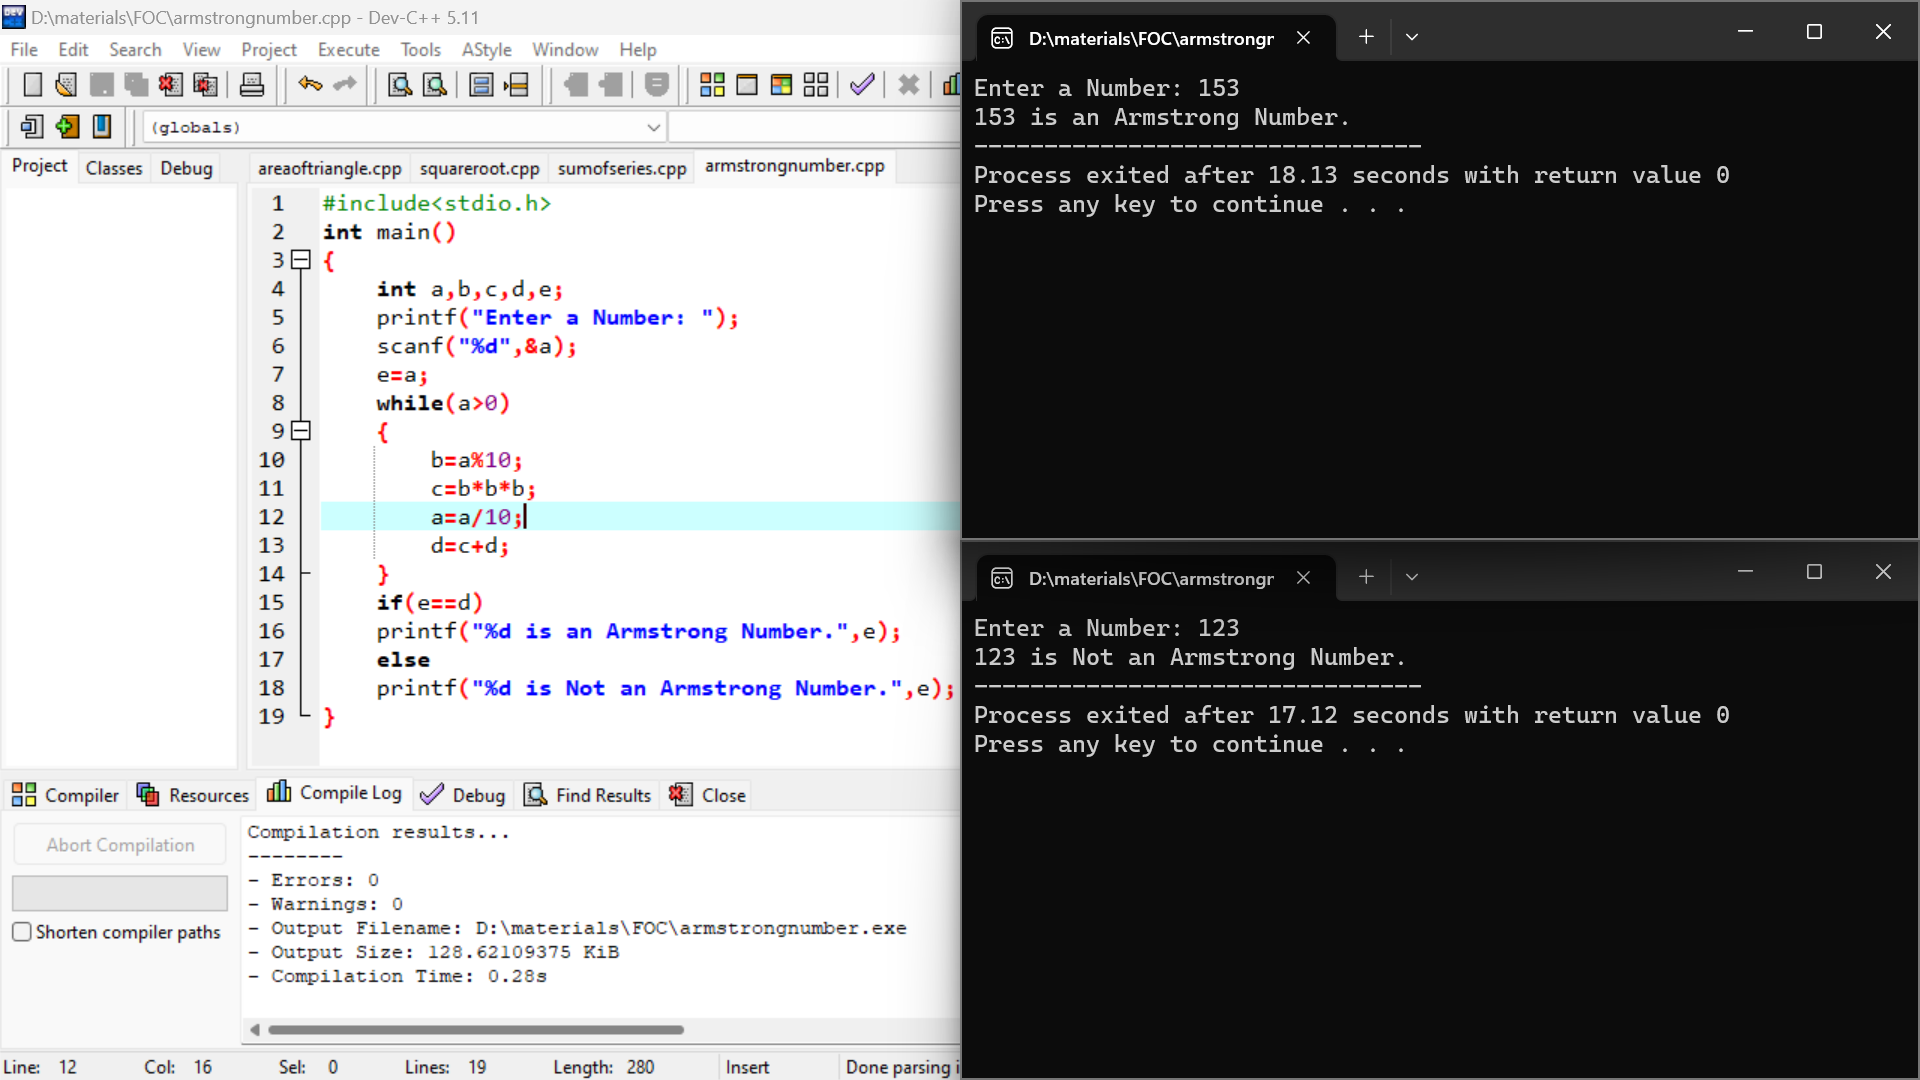 D:\materials\FOC\armstrongnumber.cpp - Dev-C++ 5.11
File Edit Search View Project Execute Tools AStyle Window Help
(globals)
Project Classes Debug
areaoftriangle.cpp squareroot.cpp sumofseries.cpp armstrongnumber.cpp
1 #include<stdio.h>
2 int main()
3 {
4 int a,b,c,d,e;
5 printf("Enter a Number: ");
6 scanf("%d",&a);
7 e=a;
8 while(a>0)
9 {
10 b=a%10;
11 c=b*b*b;
12 a=a/10;
13 d=c+d;
14 }
15 if(e==d)
16 printf("%d is an Armstrong Number.",e);
17 else
18 printf("%d is Not an Armstrong Number.",e);
19 }
Compiler Resources Compile Log Debug Find Results Close
Abort Compilation
Shorten compiler paths
Compilation results...
--------
- Errors: 0
- Warnings: 0
- Output Filename: D:\materials\FOC\armstrongnumber.exe
- Output Size: 128.62109375 KiB
- Compilation Time: 0.28s
Line: 12 Col: 16 Sel: 0 Lines: 19 Length: 280 Insert Done parsing i
D:\materials\FOC\armstrongr
Enter a Number: 153
153 is an Armstrong Number.
--------------------------------
Process exited after 18.13 seconds with return value 0
Press any key to continue . . .
D:\materials\FOC\armstrongr
Enter a Number: 123
123 is Not an Armstrong Number.
--------------------------------
Process exited after 17.12 seconds with return value 0
Press any key to continue . . .